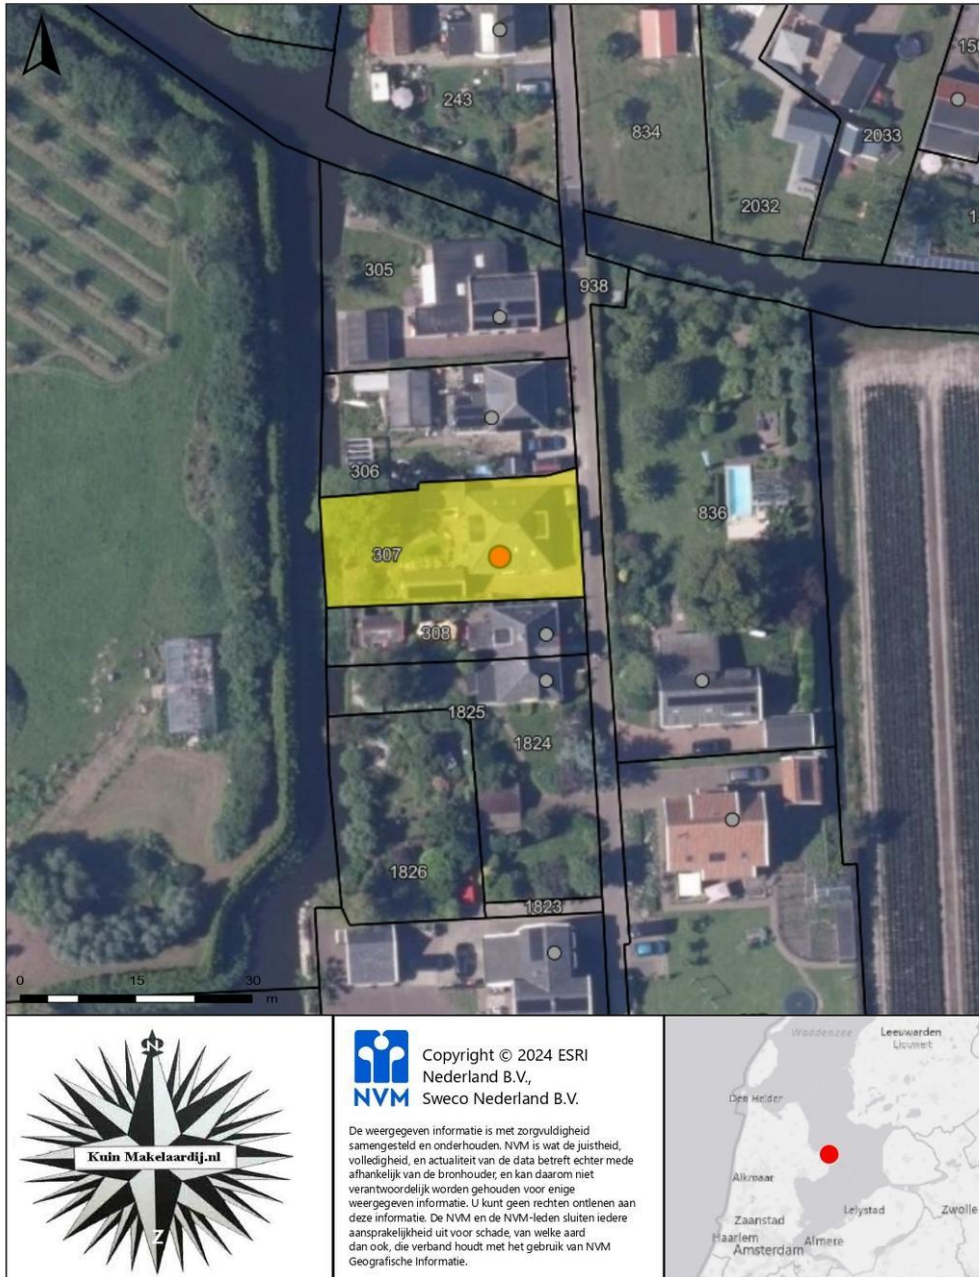 243
834
2033
2032
305
938
306
836
307
308
1825
1824
1826
1823
0 15 30
m
N
Kuin Makelaardij.nl
Z
NVM
Copyright © 2024 ESRI
Nederland B.V.,
Sweco Nederland B.V.
De weergegeven informatie is met zorgvuldigheid
samengesteld en onderhouden. NVM is wat de juistheid,
volledigheid, en actualiteit van de data betreft echter mede
afhankelijk van de bronhouder, en kan daarom niet
verantwoordelijk worden gehouden voor enige
weergegeven informatie. U kunt geen rechten ontlenen aan
deze informatie. De NVM en de NVM-leden sluiten iedere
aansprakelijkheid uit voor schade, van welke aard
dan ook, die verband houdt met het gebruik van NVM
Geografische Informatie.
Waddenzee
Leeuwarden
Ljouwert
Den Helder
Alkmaar
Lelystad
Zwolle
Zaanstad
Haarlem
Almere
Amsterdam